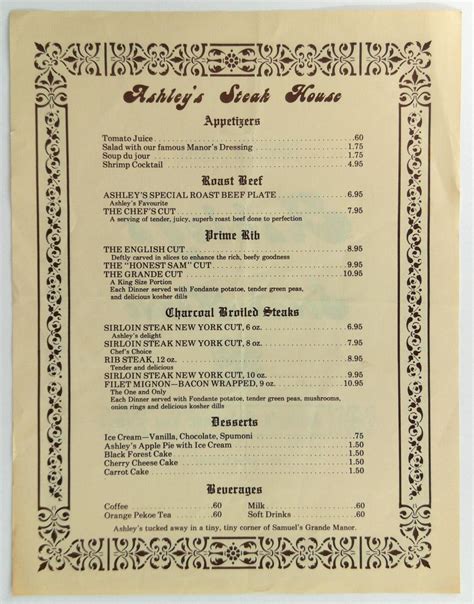 Ashley's Steak House
Appetizers
Tomato Juice .60
Salad with our famous Manor's Dressing 1.75
Soup du jour 1.75
Shrimp Cocktail 4.95
Roast Beef
ASHLEY'S SPECIAL ROAST BEEF PLATE 6.95
Ashley's Favourite
THE CHEF'S CUT 7.95
A serving of tender, juicy, superb roast beef done to perfection
Prime Rib
THE ENGLISH CUT 8.95
Deftly carved in slices to enhance the rich, beefy goodness
THE "HONEST SAM" CUT 9.95
THE GRANDE CUT 10.95
A King Size Portion
Each Dinner served with Fondante potatoe, tender green peas,
and delicious kosher dills
Charcoal Broiled Steaks
SIRLOIN STEAK NEW YORK CUT, 6 oz. 6.95
Ashley's delight
SIRLOIN STEAK NEW YORK CUT, 8 oz. 7.95
Chef's Choice
RIB STEAK, 12 oz. 8.95
Tender and delicious
SIRLOIN STEAK NEW YORK CUT, 10 oz. 9.95
FILET MIGNON—BACON WRAPPED, 9 oz. 10.95
The One and Only
Each Dinner served with Fondante potatoe, tender green peas, mushrooms,
onion rings and delicious kosher dills
Desserts
Ice Cream—Vanilla, Chocolate, Spumoni .75
Ashley's Apple Pie with Ice Cream 1.50
Black Forest Cake 1.50
Cherry Cheese Cake 1.50
Carrot Cake 1.50
Beverages
Coffee .60 Milk .60
Orange Pekoe Tea .60 Soft Drinks .60
Ashley's tucked away in a tiny, tiny corner of Samuel's Grande Manor.